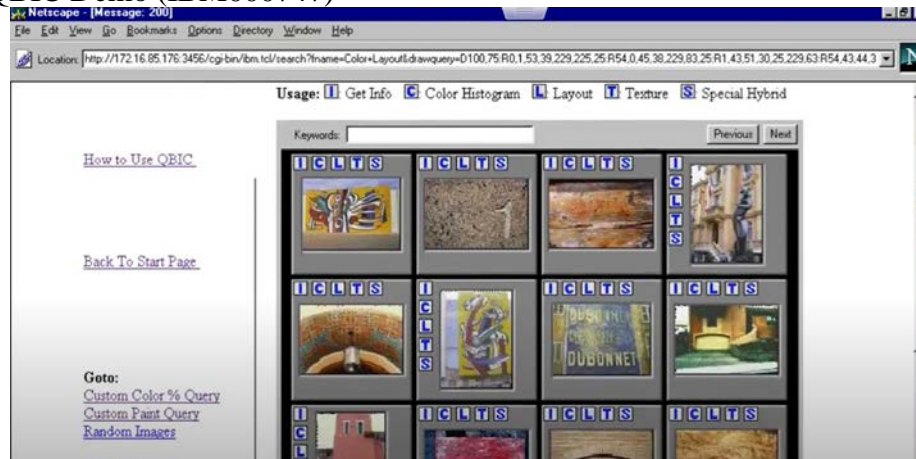 QBIC Demo (IBM000747)
Netscape - [Message: 200]
File Edit View Go Bookmarks Options Directory Window Help
Location: http://172.16.85.176:3456/cgi-bin/ibm.tcl/search?fname=Color+Layout&drawquery=D100,75:R0,1,53,39,229,225,25:R54,0,45,38,229,83,25:R1,43,51,30,25,229,63:R54,43,44,3
Usage: I: Get Info C: Color Histogram L: Layout T: Texture S: Special Hybrid
Keywords: Previous Next
How to Use QBIC
I C L T S I C L T S I C L T S I C L T S
Back To Start Page
I C L T S I C L T S I C L T S I C L T S
DUBONNET
DUBONNET
Goto:
Custom Color % Query
Custom Paint Query
Random Images
I C L I C L T S I C L T S I C L T S